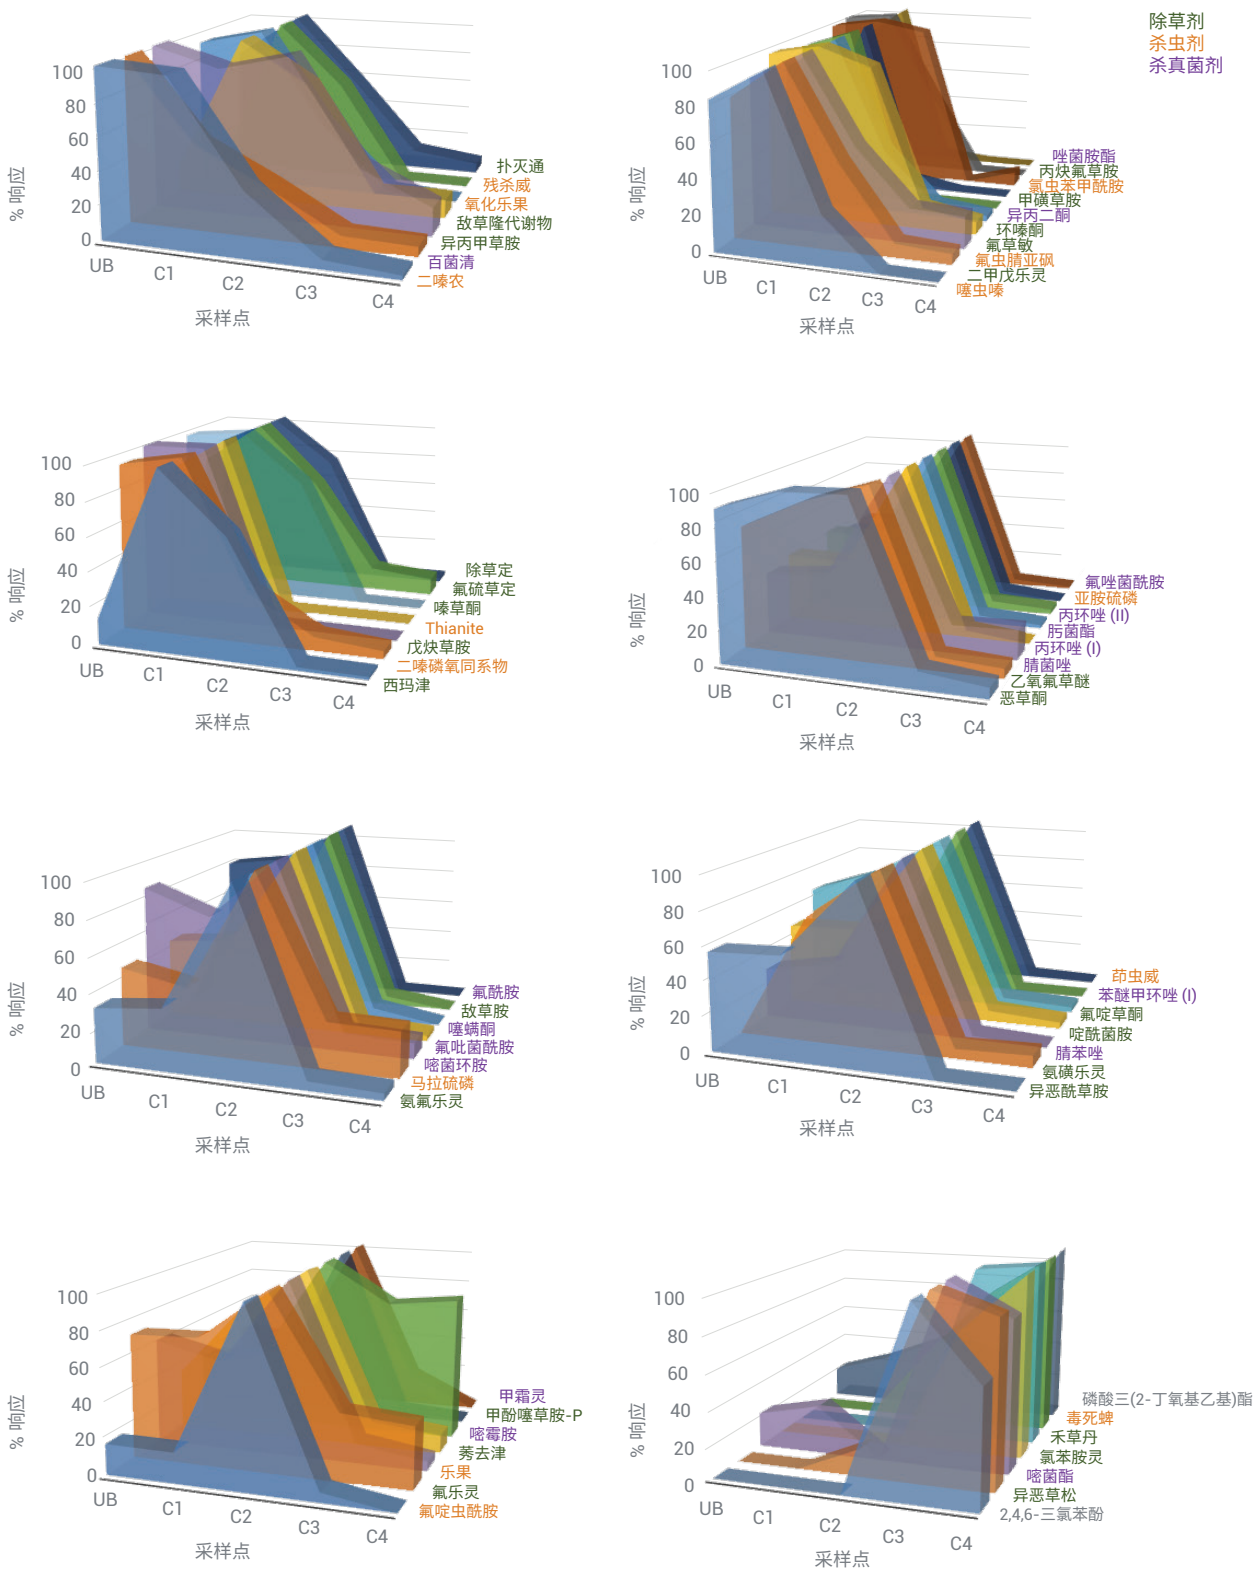 除草剂
杀虫剂
杀真菌剂
% 响应
100
80
60
40
20
0
UB
C1
C2
C3
C4
采样点
扑灭通
残杀威
氧化乐果
敌草隆代谢物
异丙甲草胺
百菌清
二嗪农
% 响应
100
80
60
40
20
0
UB
C1
C2
C3
C4
采样点
唑菌胺酯
丙炔氟草胺
氯虫苯甲酰胺
甲磺草胺
异丙二酮
环嗪酮
氟草敏
氟虫腈亚砜
二甲戊乐灵
噻虫嗪
% 响应
100
80
60
40
20
0
UB
C1
C2
C3
C4
采样点
除草定
氟硫草定
嗪草酮
Thianite
戊炔草胺
二嗪磷氧同系物
西玛津
% 响应
100
80
60
40
20
0
UB
C1
C2
C3
C4
采样点
氟唑菌酰胺
亚胺硫磷
丙环唑 (II)
肟菌酯
丙环唑 (I)
腈菌唑
乙氧氟草醚
恶草酮
% 响应
100
80
60
40
20
0
UB
C1
C2
C3
C4
采样点
氟酰胺
敌草胺
噻螨酮
氟吡菌酰胺
嘧菌环胺
马拉硫磷
氨氟乐灵
% 响应
100
80
60
40
20
0
UB
C1
C2
C3
C4
采样点
茚虫威
苯醚甲环唑 (I)
氟啶草酮
啶酰菌胺
腈苯唑
氨磺乐灵
异恶酰草胺
% 响应
100
80
60
40
20
0
UB
C1
C2
C3
C4
采样点
甲霜灵
甲酚噻草胺-P
嘧霉胺
莠去津
乐果
氟乐灵
氟啶虫酰胺
% 响应
100
80
60
40
20
0
UB
C1
C2
C3
C4
采样点
磷酸三(2-丁氧基乙基)酯
毒死蜱
禾草丹
氯苯胺灵
嘧菌酯
异恶草松
2,4,6-三氯苯酚